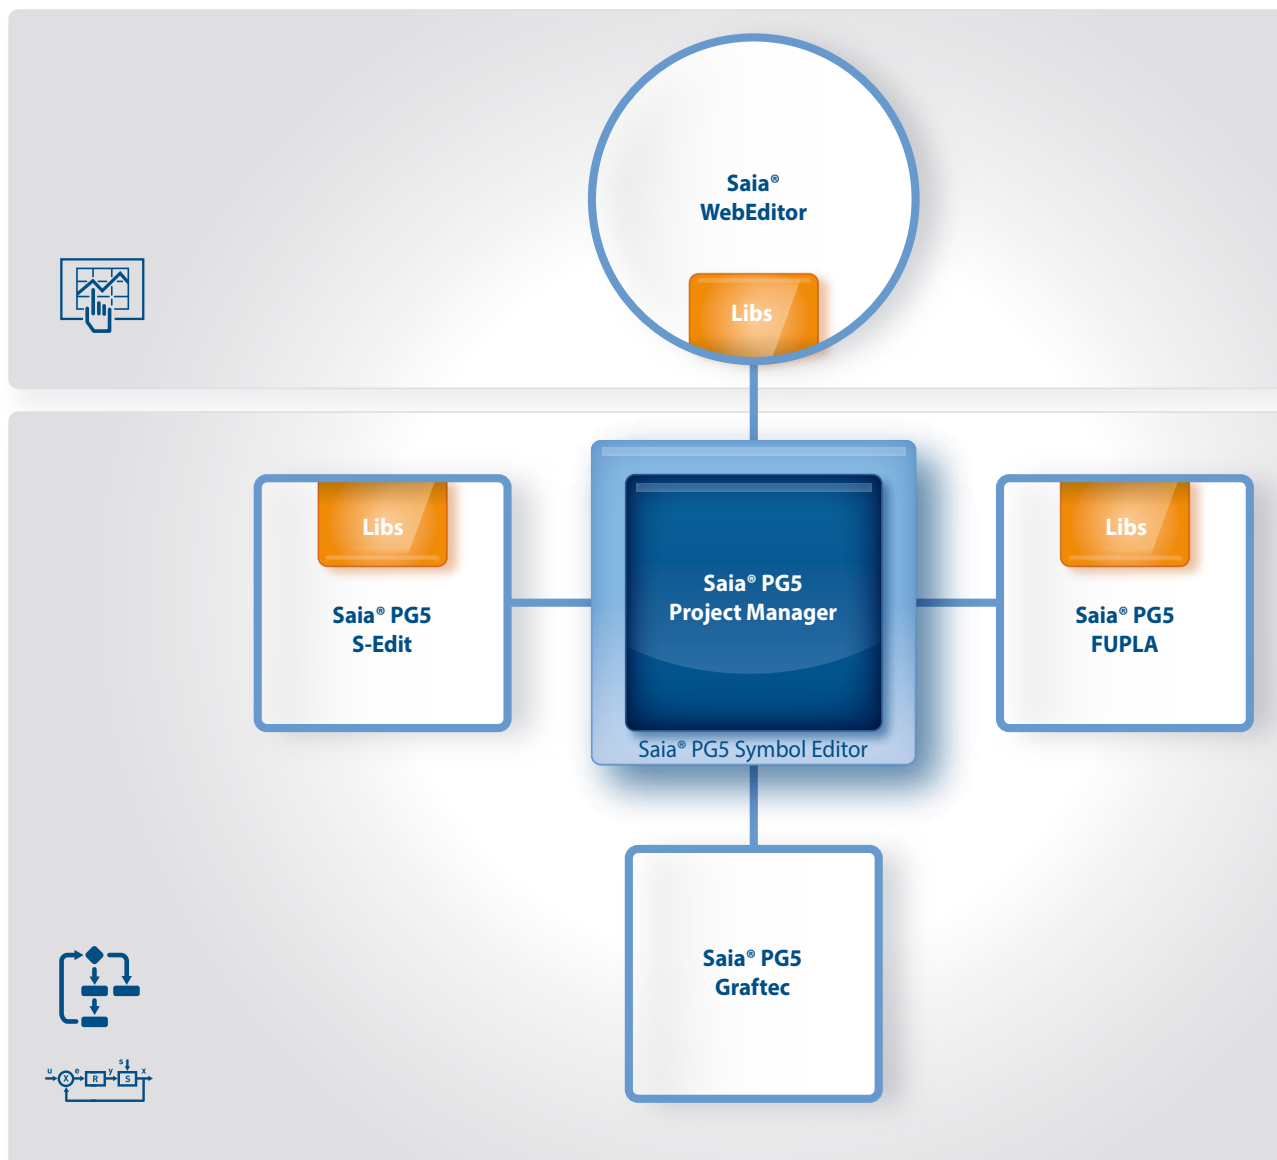 Saia®
WebEditor
Libs
Libs
Saia® PG5
S-Edit
Saia® PG5
Project Manager
Saia® PG5 Symbol Editor
Libs
Saia® PG5
FUPLA
Saia® PG5
Graftec
u
X
e
R
y
s
S
x